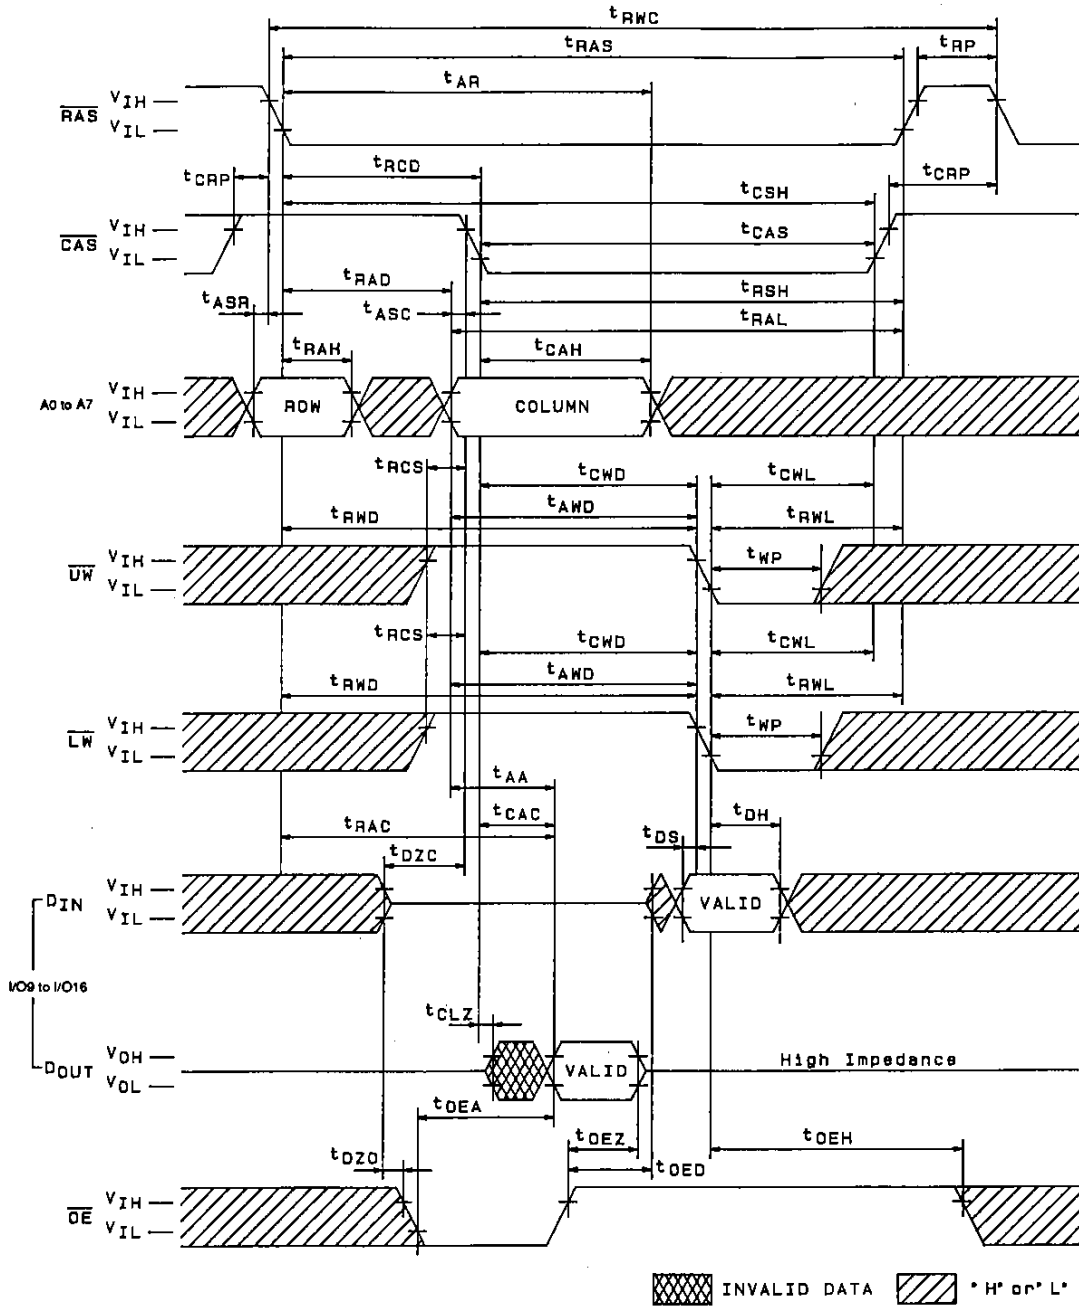 tRWC
tRAS
tRP
tAR
RAS VIH
VIL
tCRP
tRCD
tCRP
tCSH
CAS VIH
VIL
tCAS
tRAD
tRSH
tASR
tASC
tRAL
tRAH
tCAH
A0 to A7 VIH
VIL
ROW
COLUMN
tRCS
tCWD
tCWL
tAWD
tRWD
tRWL
UW VIH
VIL
tWP
tRCS
tCWD
tCWL
tAWD
tRWD
tRWL
LW VIH
VIL
tWP
tAA
tCAC
tDH
tRAC
tDS
tDZC
DIN VIH
VIL
VALID
I/O9 to I/O16
tCLZ
DOUT VOH
VOL
VALID
High Impedance
tOEA
tOEZ
tOEH
tDZO
tOED
OE VIH
VIL
INVALID DATA
"H" or "L"